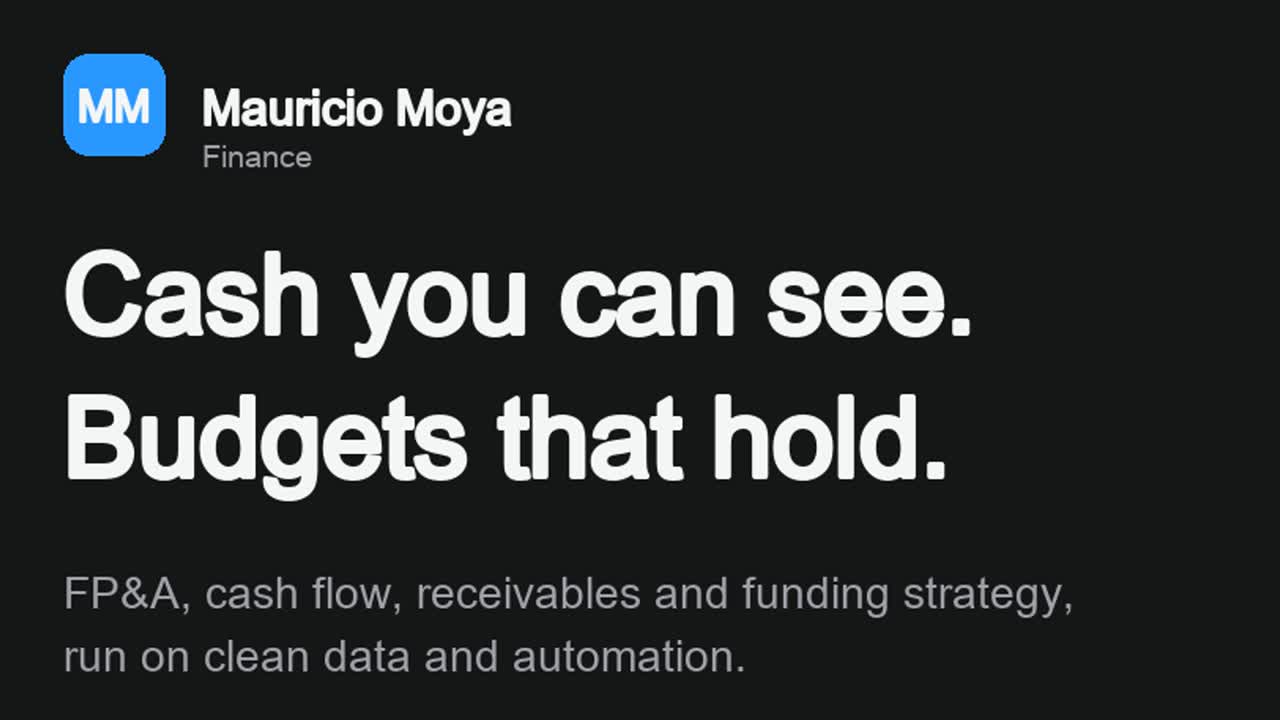 MM
Mauricio Moya
Finance
Cash you can see.
Budgets that hold.
FP&A, cash flow, receivables and funding strategy,
run on clean data and automation.